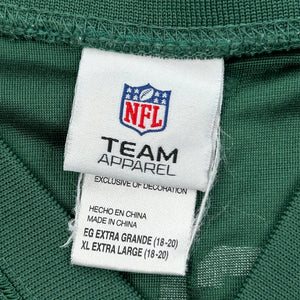 NFL
TEAM
APPAREL
EXCLUSIVE OF DECORATION
HECHO EN CHINA
MADE IN CHINA
EG EXTRA GRANDE (18-20)
XL EXTRA LARGE (18-20)